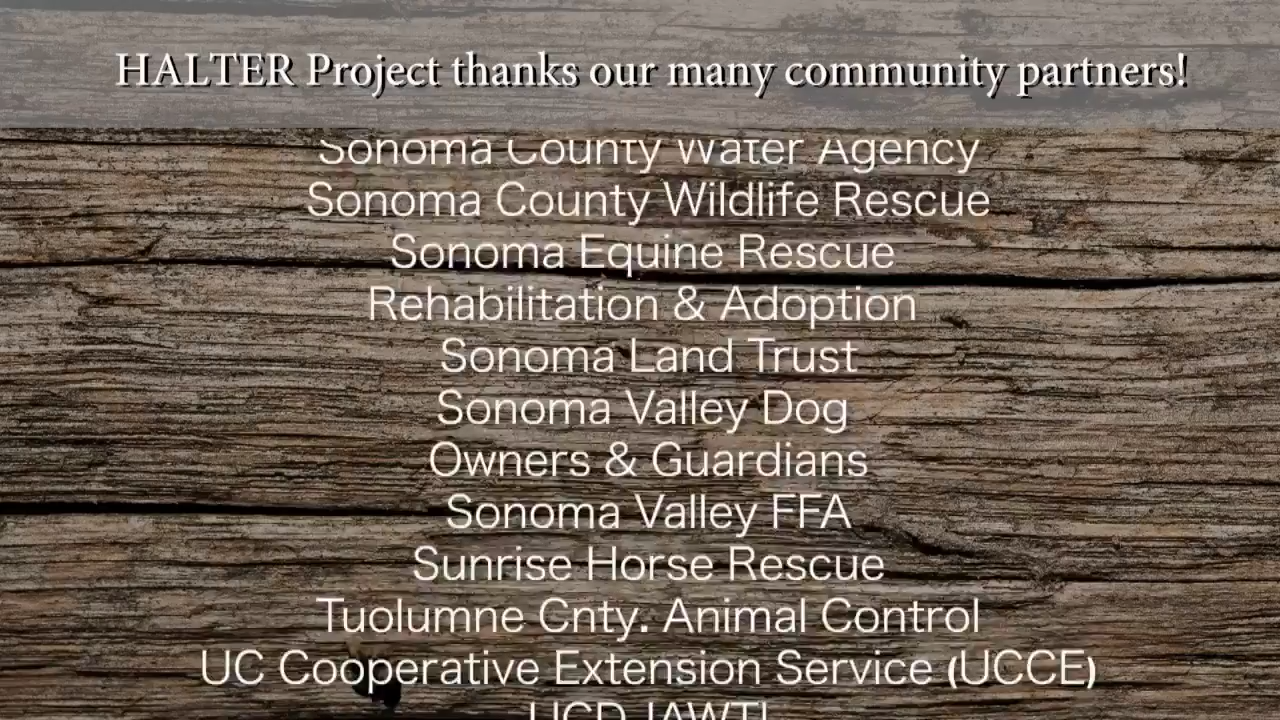 HALTER Project thanks our many community partners!
Sonoma County Water Agency
Sonoma County Wildlife Rescue
Sonoma Equine Rescue
Rehabilitation & Adoption
Sonoma Land Trust
Sonoma Valley Dog
Owners & Guardians
Sonoma Valley FFA
Sunrise Horse Rescue
Tuolumne Cnty. Animal Control
UC Cooperative Extension Service (UCCE)